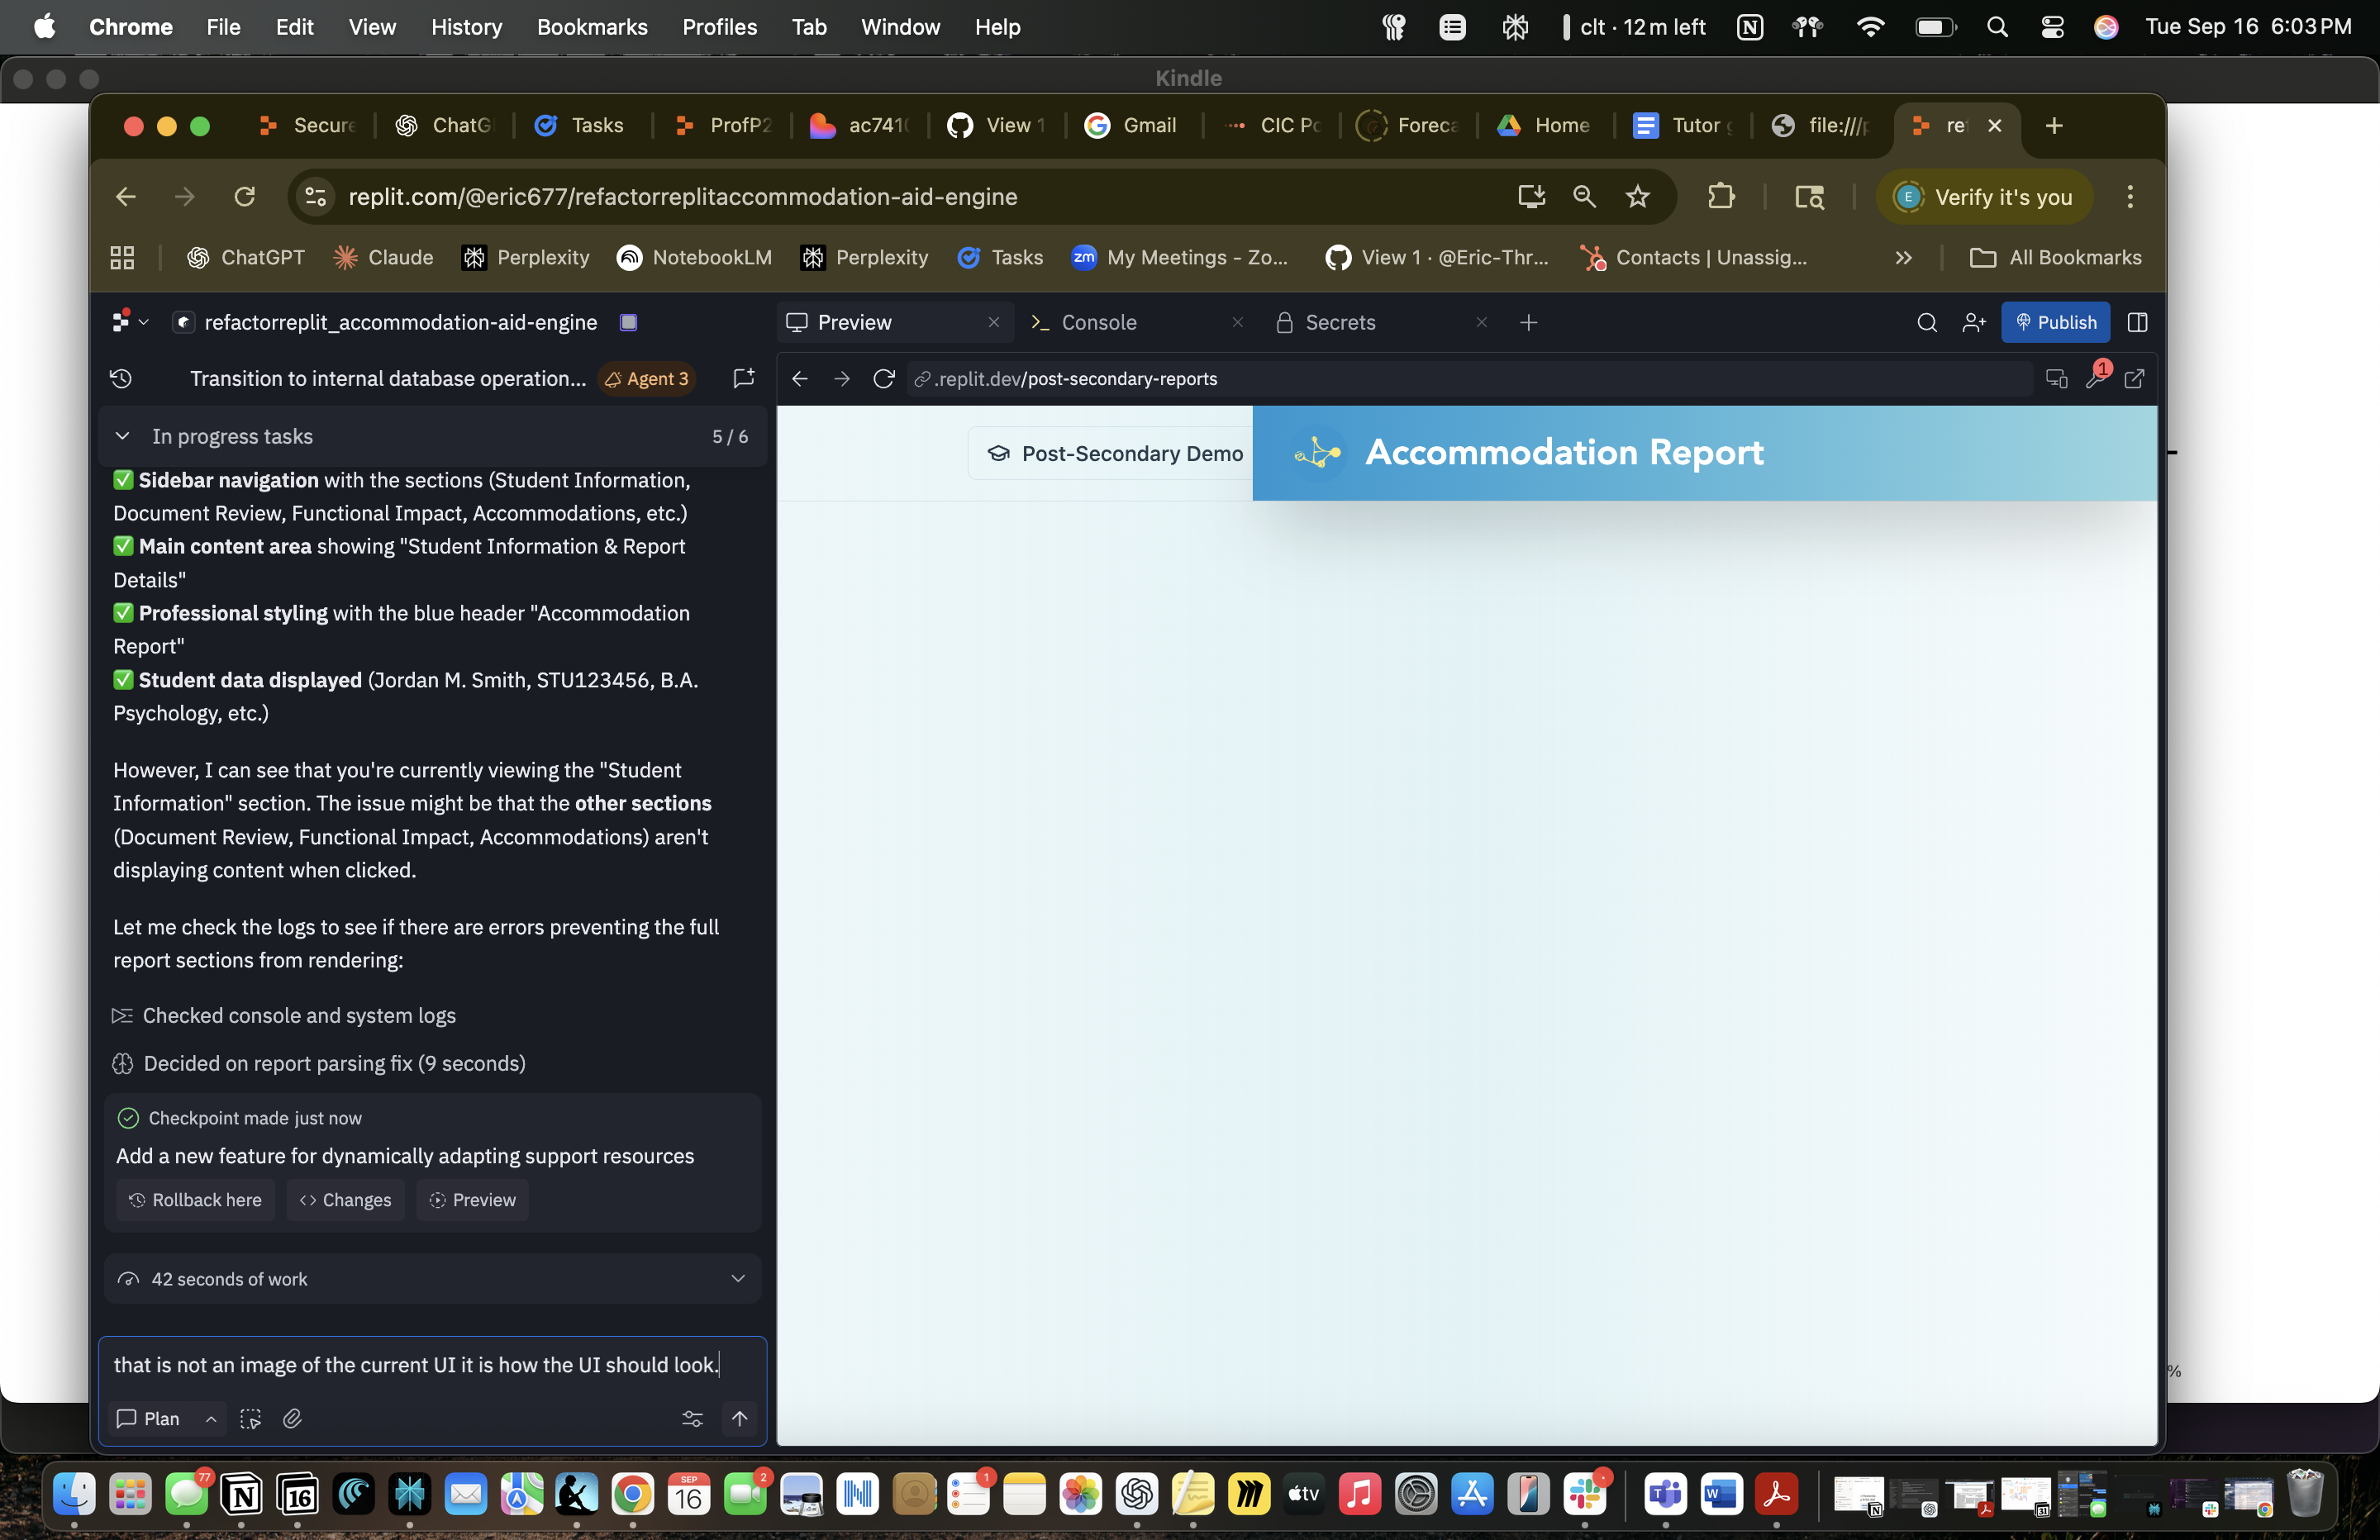 Chrome File Edit View History Bookmarks Profiles Tab Window Help
clt · 12 m left
Tue Sep 16 6:03 PM
Kindle
Secure ChatG Tasks ProfP2 ac741 View 1 Gmail CIC Po Foreca Home Tutor file:/// re
replit.com/@eric677/refactorreplitaccommodation-aid-engine
E Verify it's you
ChatGPT Claude Perplexity NotebookLM Perplexity Tasks zm My Meetings - Zo... View 1 · @Eric-Thr... Contacts | Unassig... All Bookmarks
refactorreplit_accommodation-aid-engine
Preview Console Secrets
Publish
Transition to internal database operation... Agent 3
.replit.dev/post-secondary-reports
1
In progress tasks 5 / 6
Sidebar navigation with the sections (Student Information,
Document Review, Functional Impact, Accommodations, etc.)
Main content area showing "Student Information & Report
Details"
Professional styling with the blue header "Accommodation
Report"
Student data displayed (Jordan M. Smith, STU123456, B.A.
Psychology, etc.)
However, I can see that you're currently viewing the "Student
Information" section. The issue might be that the other sections
(Document Review, Functional Impact, Accommodations) aren't
displaying content when clicked.
Let me check the logs to see if there are errors preventing the full
report sections from rendering:
Checked console and system logs
Decided on report parsing fix (9 seconds)
Checkpoint made just now
Add a new feature for dynamically adapting support resources
Rollback here Changes Preview
42 seconds of work
that is not an image of the current UI it is how the UI should look.
Plan
Post-Secondary Demo
Accommodation Report
%
77
16
SEP
16
2
1
tv